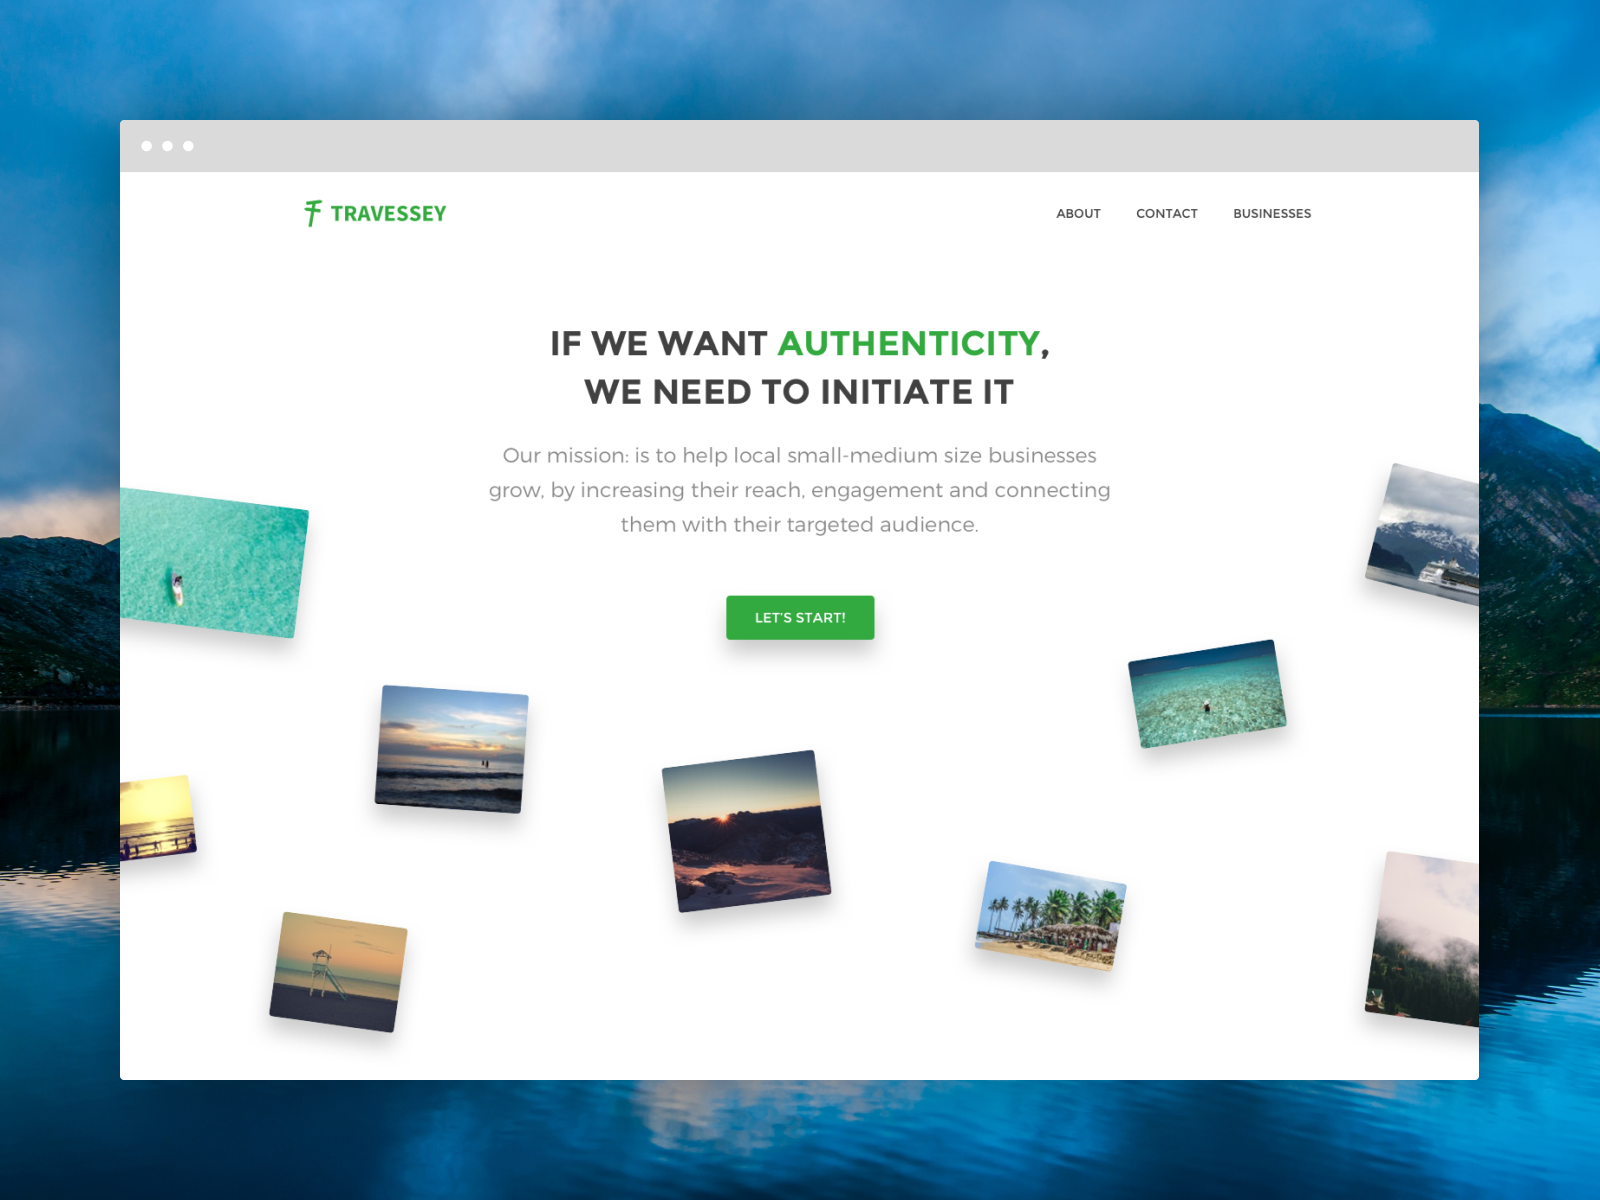 TRAVESSEY
ABOUT CONTACT BUSINESSES
IF WE WANT AUTHENTICITY,
WE NEED TO INITIATE IT
Our mission: is to help local small-medium size businesses
grow, by increasing their reach, engagement and connecting
them with their targeted audience.
LET'S START!